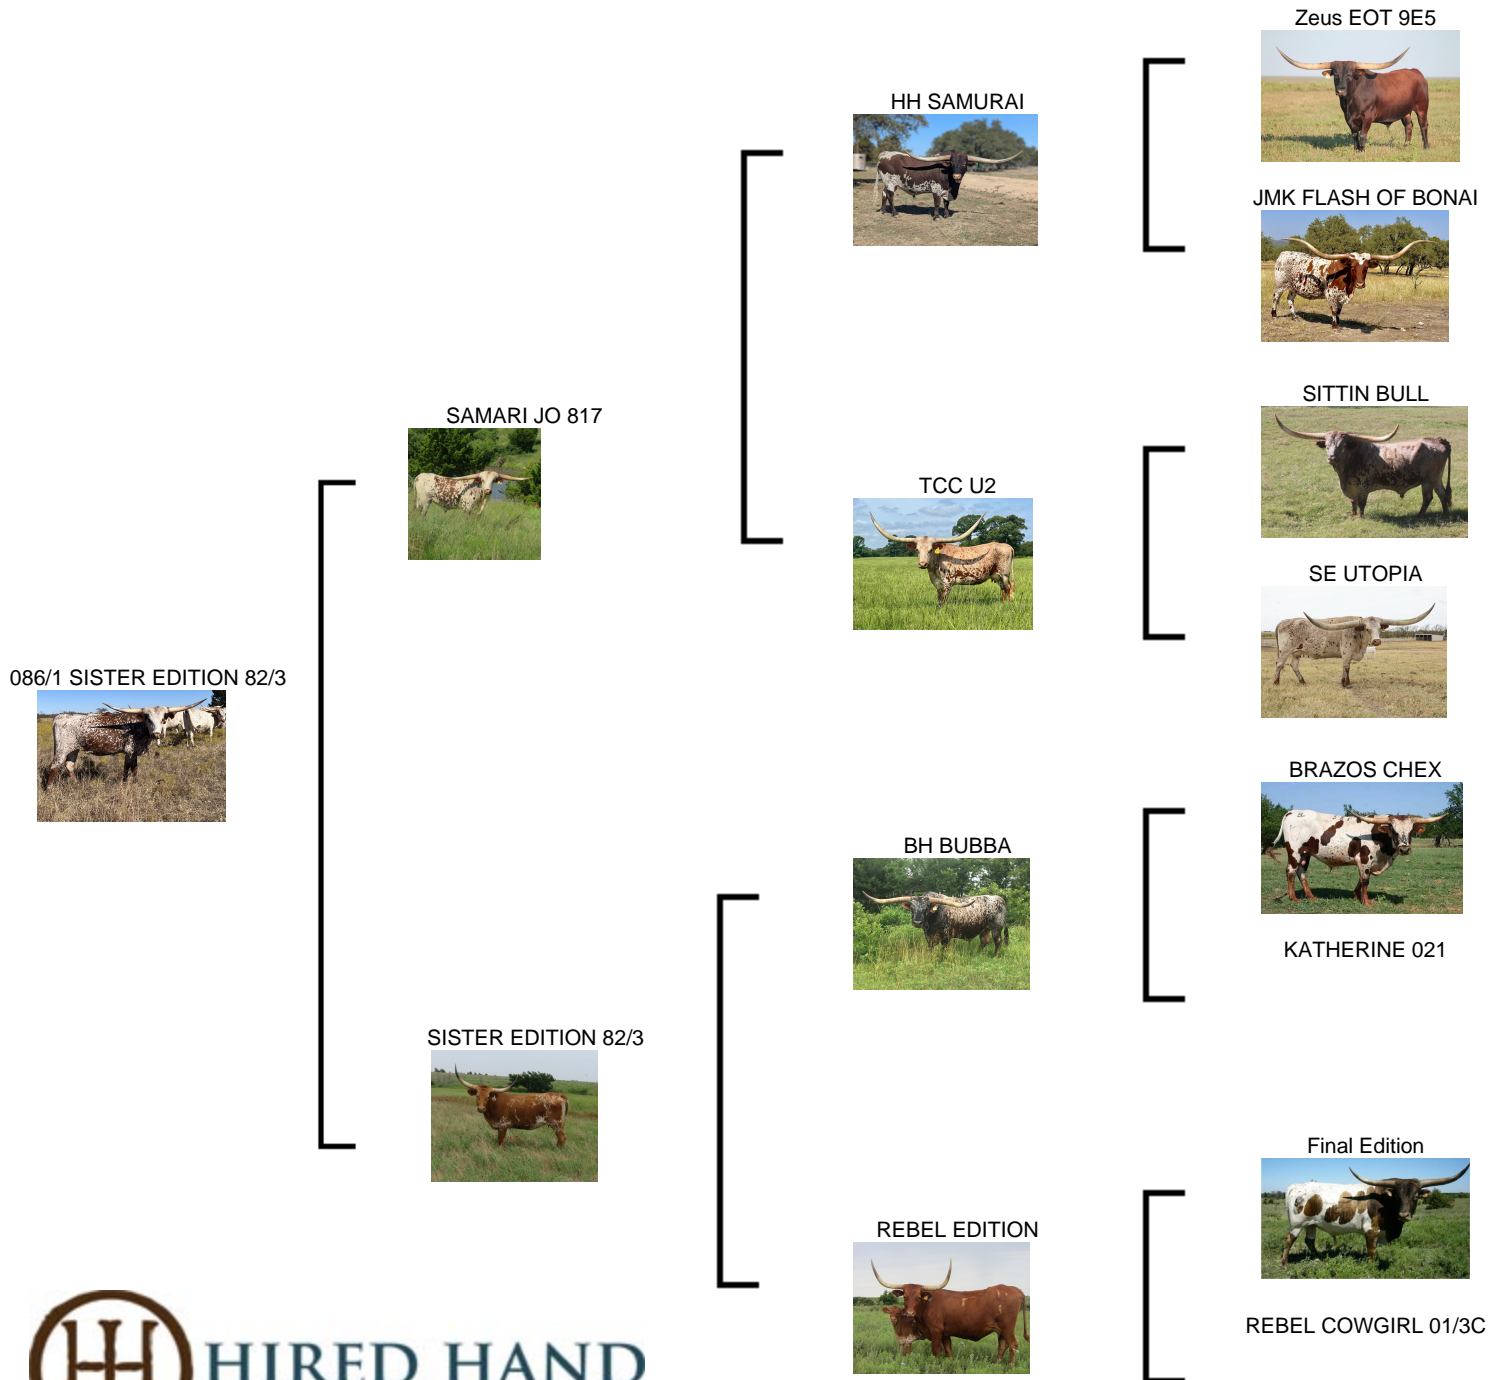 Zeus EOT 9E5
HH SAMURAI
JMK FLASH OF BONAI
SITTIN BULL
SAMARI JO 817
TCC U2
SE UTOPIA
086/1 SISTER EDITION 82/3
BRAZOS CHEX
BH BUBBA
KATHERINE 021
SISTER EDITION 82/3
Final Edition
REBEL EDITION
REBEL COWGIRL 01/3C
HIRED HAND